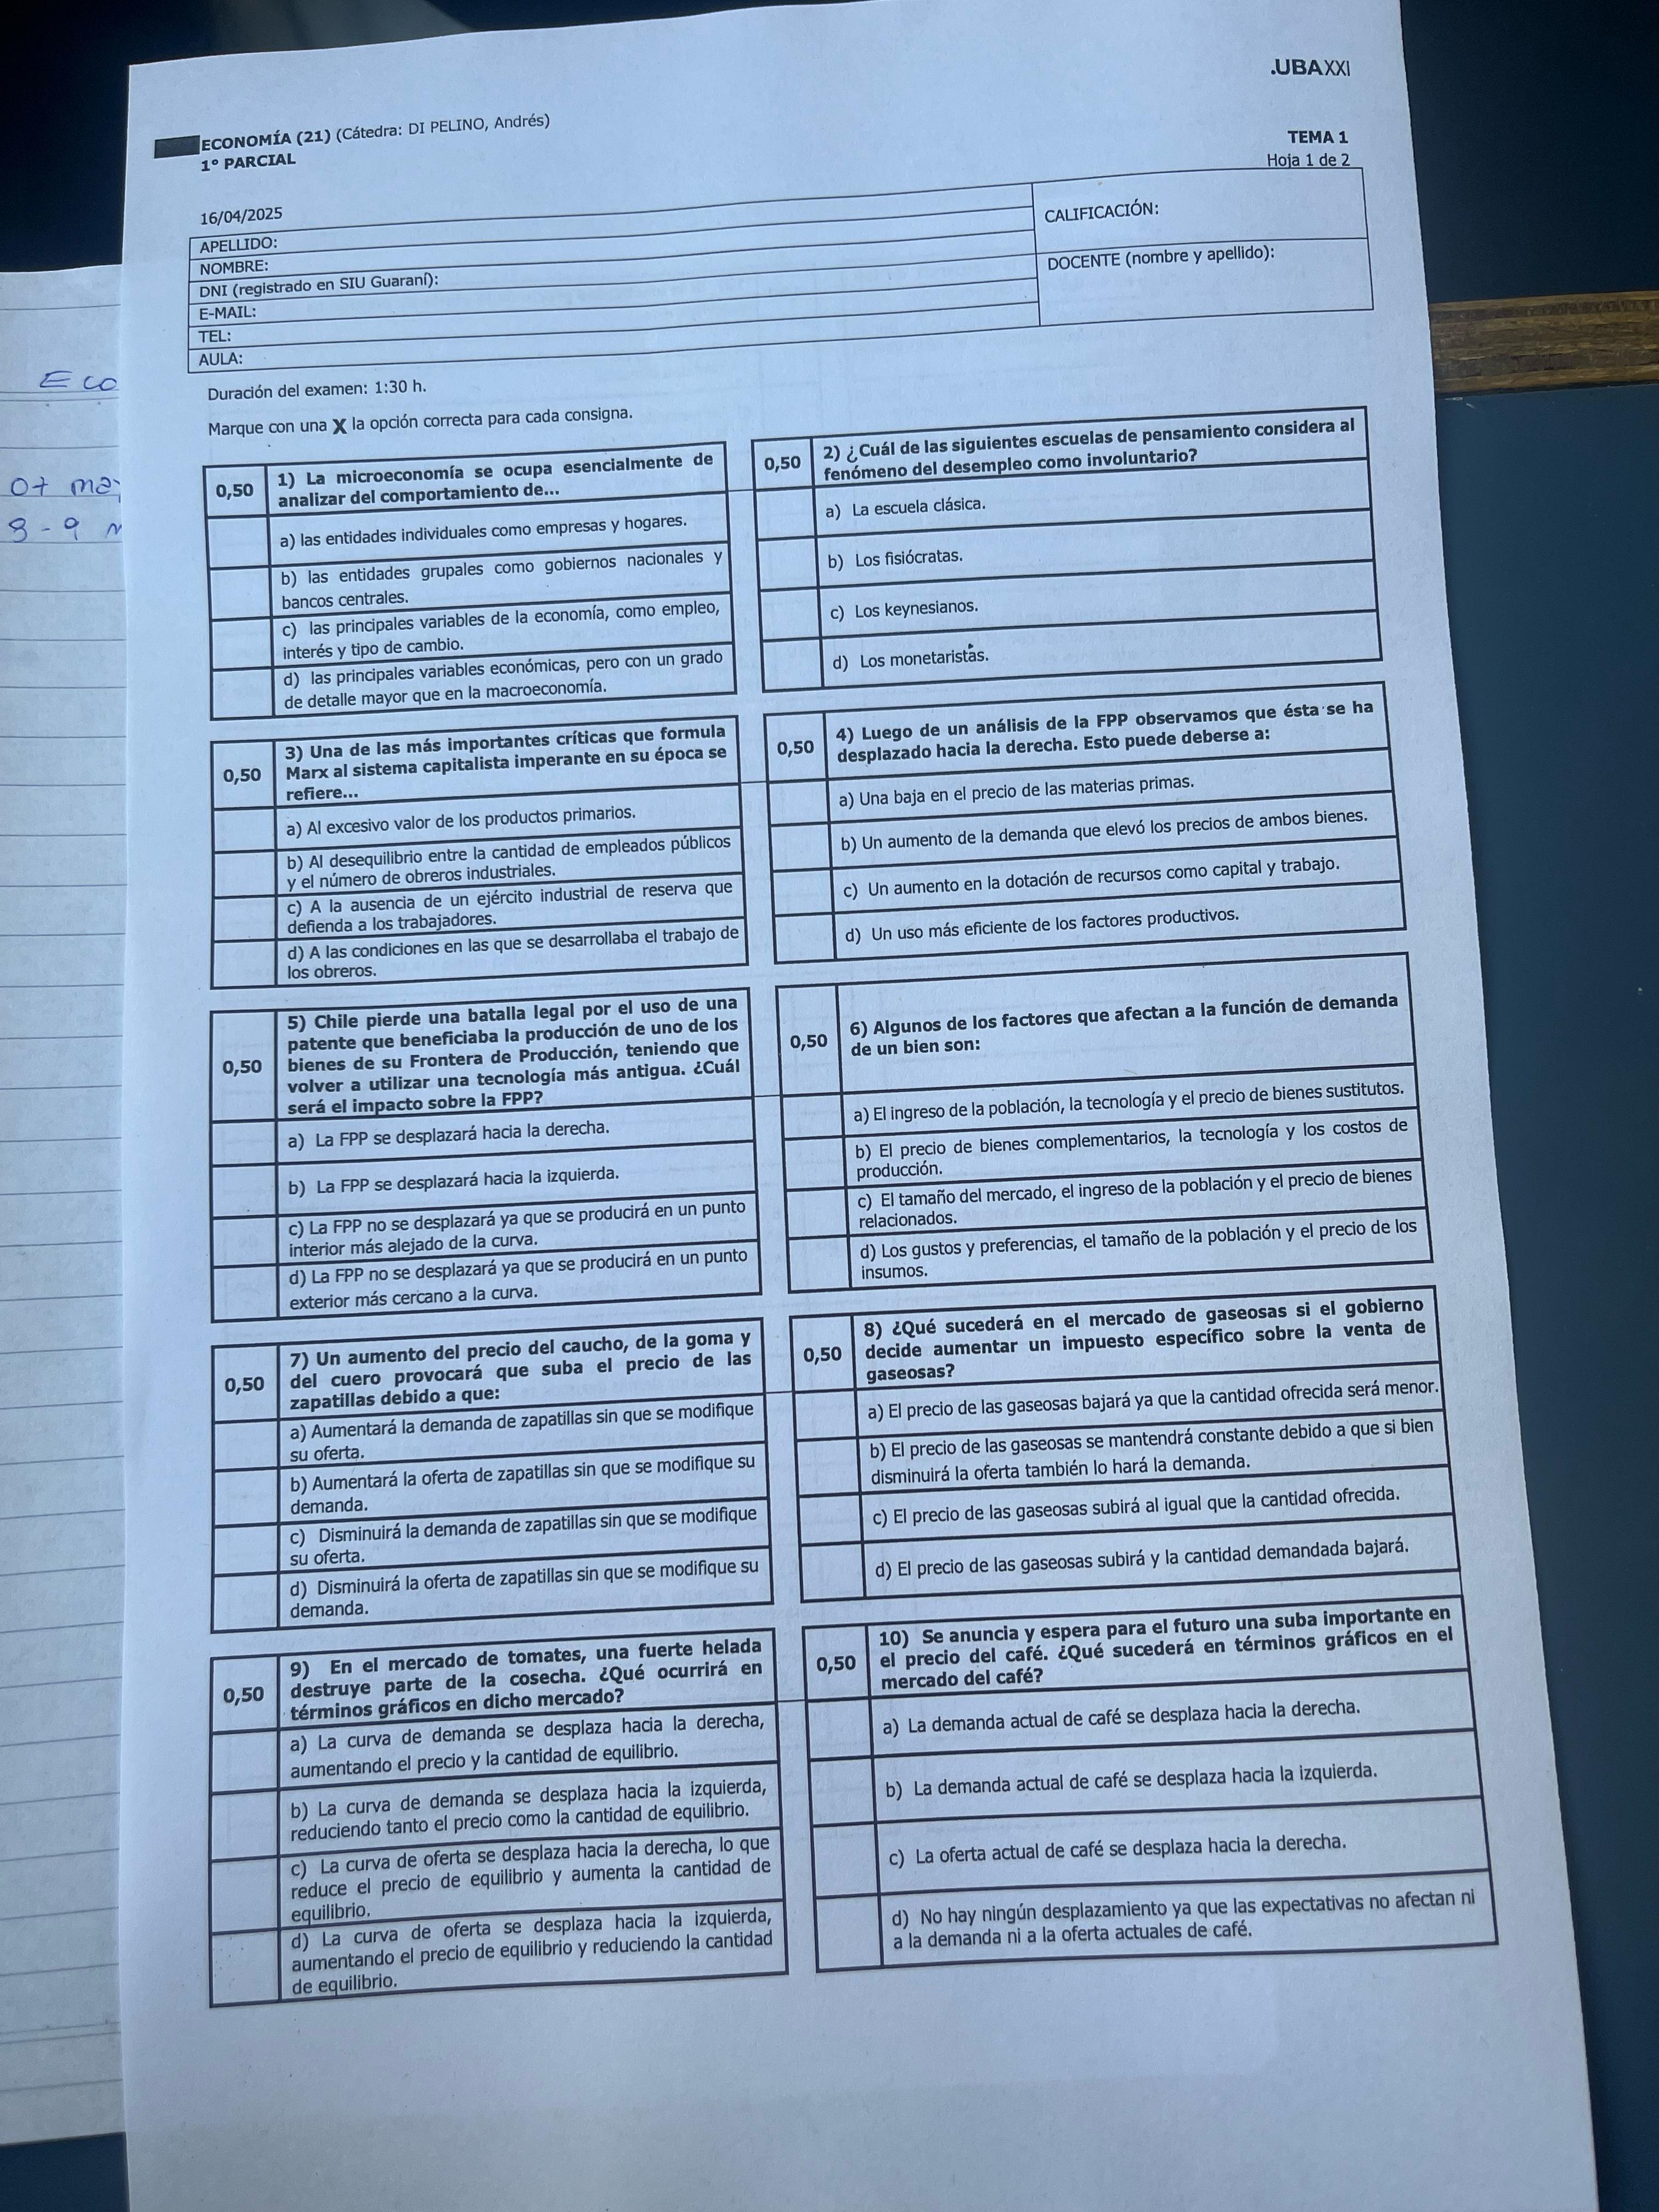 .UBAXXI
ECONOMÍA (21) (Cátedra: DI PELINO, Andrés)
1° PARCIAL
TEMA 1
Hoja 1 de 2
16/04/2025
APELLIDO:
NOMBRE:
DNI (registrado en SIU Guaraní):
E-MAIL:
TEL:
AULA:
CALIFICACIÓN:
DOCENTE (nombre y apellido):
Duración del examen: 1:30 h.
Marque con una X la opción correcta para cada consigna.
0,50
1) La microeconomía se ocupa esencialmente de
analizar del comportamiento de...
a) las entidades individuales como empresas y hogares.
b) las entidades grupales como gobiernos nacionales y
bancos centrales.
c) las principales variables de la economía, como empleo,
interés y tipo de cambio.
d) las principales variables económicas, pero con un grado
de detalle mayor que en la macroeconomía.
0,50
2) ¿Cuál de las siguientes escuelas de pensamiento considera al
fenómeno del desempleo como involuntario?
a) La escuela clásica.
b) Los fisiócratas.
c) Los keynesianos.
d) Los monetaristas.
0,50
3) Una de las más importantes críticas que formula
Marx al sistema capitalista imperante en su época se
refiere...
a) Al excesivo valor de los productos primarios.
b) Al desequilibrio entre la cantidad de empleados públicos
y el número de obreros industriales.
c) A la ausencia de un ejército industrial de reserva que
defienda a los trabajadores.
d) A las condiciones en las que se desarrollaba el trabajo de
los obreros.
0,50
4) Luego de un análisis de la FPP observamos que ésta se ha
desplazado hacia la derecha. Esto puede deberse a:
a) Una baja en el precio de las materias primas.
b) Un aumento de la demanda que elevó los precios de ambos bienes.
c) Un aumento en la dotación de recursos como capital y trabajo.
d) Un uso más eficiente de los factores productivos.
0,50
5) Chile pierde una batalla legal por el uso de una
patente que beneficiaba la producción de uno de los
bienes de su Frontera de Producción, teniendo que
volver a utilizar una tecnología más antigua. ¿Cuál
será el impacto sobre la FPP?
a) La FPP se desplazará hacia la derecha.
b) La FPP se desplazará hacia la izquierda.
c) La FPP no se desplazará ya que se producirá en un punto
interior más alejado de la curva.
d) La FPP no se desplazará ya que se producirá en un punto
exterior más cercano a la curva.
0,50
6) Algunos de los factores que afectan a la función de demanda
de un bien son:
a) El ingreso de la población, la tecnología y el precio de bienes sustitutos.
b) El precio de bienes complementarios, la tecnología y los costos de
producción.
c) El tamaño del mercado, el ingreso de la población y el precio de bienes
relacionados.
d) Los gustos y preferencias, el tamaño de la población y el precio de los
insumos.
0,50
7) Un aumento del precio del caucho, de la goma y
del cuero provocará que suba el precio de las
zapatillas debido a que:
a) Aumentará la demanda de zapatillas sin que se modifique
su oferta.
b) Aumentará la oferta de zapatillas sin que se modifique su
demanda.
c) Disminuirá la demanda de zapatillas sin que se modifique
su oferta.
d) Disminuirá la oferta de zapatillas sin que se modifique su
demanda.
0,50
8) ¿Qué sucederá en el mercado de gaseosas si el gobierno
decide aumentar un impuesto específico sobre la venta de
gaseosas?
a) El precio de las gaseosas bajará ya que la cantidad ofrecida será menor.
b) El precio de las gaseosas se mantendrá constante debido a que si bien
disminuirá la oferta también lo hará la demanda.
c) El precio de las gaseosas subirá al igual que la cantidad ofrecida.
d) El precio de las gaseosas subirá y la cantidad demandada bajará.
0,50
9) En el mercado de tomates, una fuerte helada
destruye parte de la cosecha. ¿Qué ocurrirá en
términos gráficos en dicho mercado?
a) La curva de demanda se desplaza hacia la derecha,
aumentando el precio y la cantidad de equilibrio.
b) La curva de demanda se desplaza hacia la izquierda,
reduciendo tanto el precio como la cantidad de equilibrio.
c) La curva de oferta se desplaza hacia la derecha, lo que
reduce el precio de equilibrio y aumenta la cantidad de
equilibrio.
d) La curva de oferta se desplaza hacia la izquierda,
aumentando el precio de equilibrio y reduciendo la cantidad
de equilibrio.
0,50
10) Se anuncia y espera para el futuro una suba importante en
el precio del café. ¿Qué sucederá en términos gráficos en el
mercado del café?
a) La demanda actual de café se desplaza hacia la derecha.
b) La demanda actual de café se desplaza hacia la izquierda.
c) La oferta actual de café se desplaza hacia la derecha.
d) No hay ningún desplazamiento ya que las expectativas no afectan ni
a la demanda ni a la oferta actuales de café.
Eco